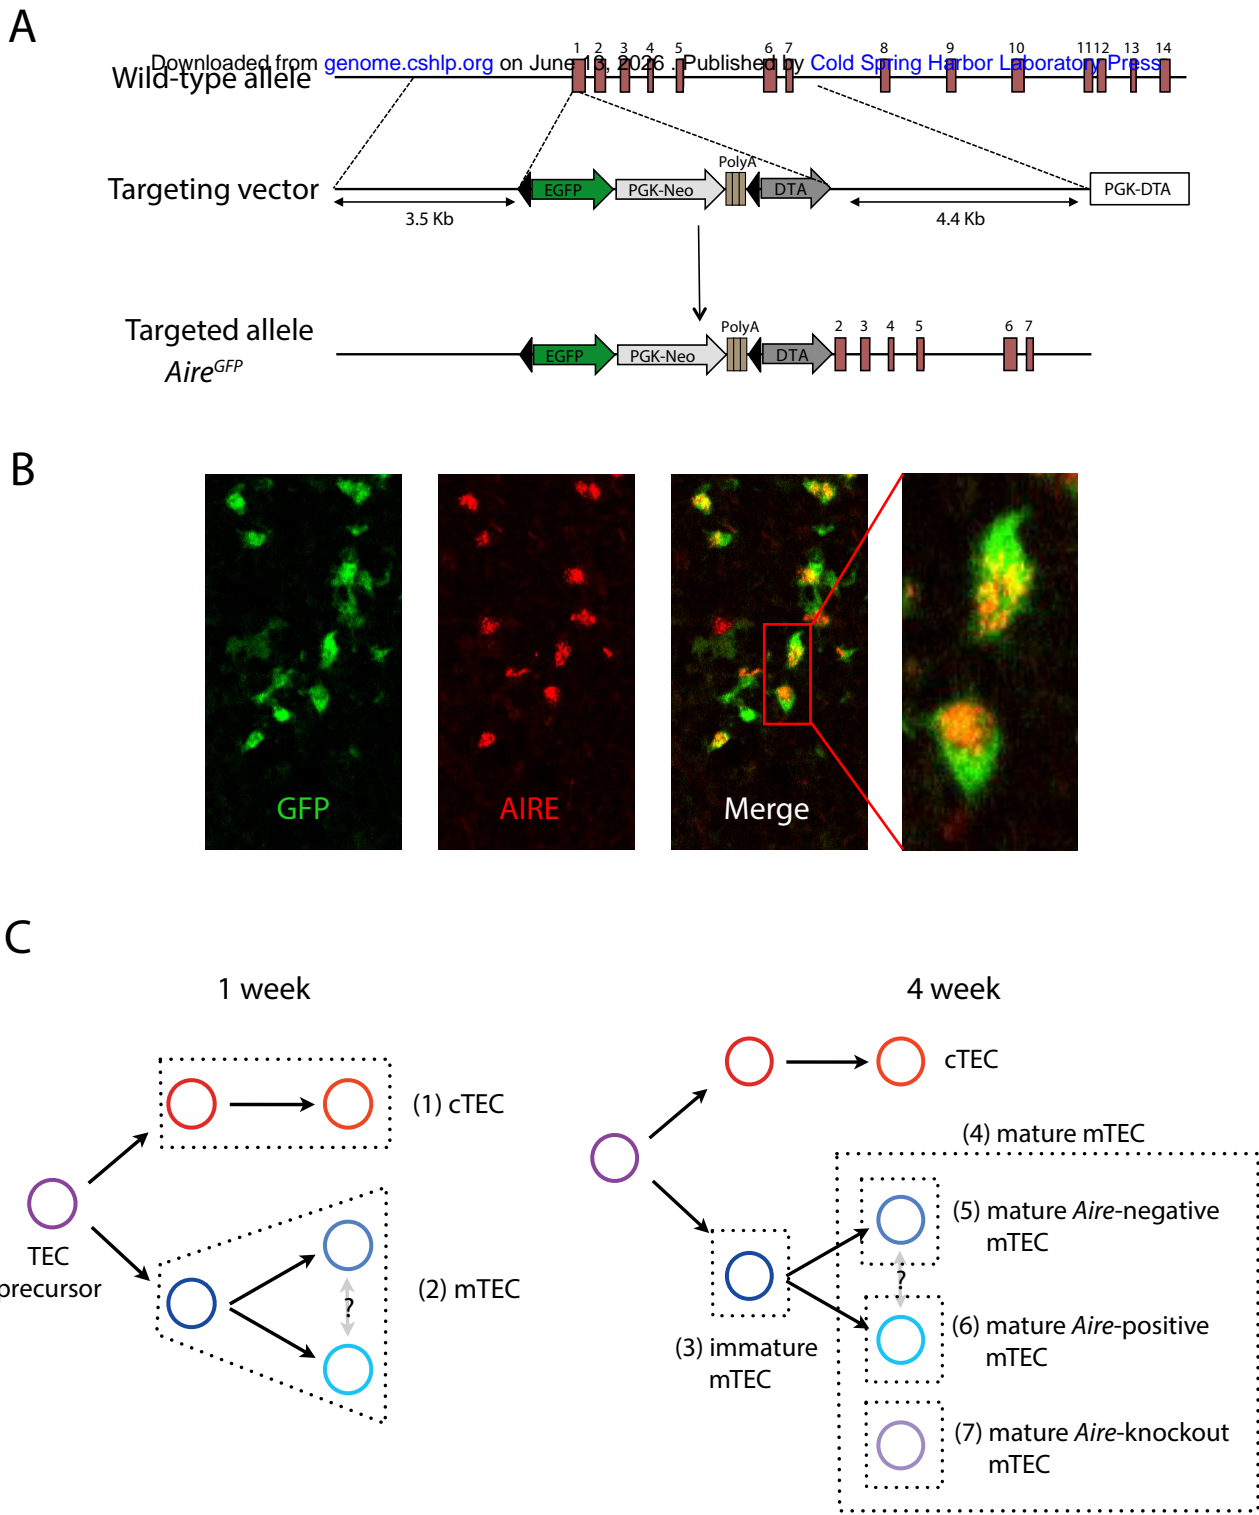 A
1 2 3 4 5 6 7 8 9 10 11 12 13 14
Downloaded from genome.cshlp.org on June 13, 2026 . Published by Cold Spring Harbor Laboratory Press
Wild-type allele
PolyA
Targeting vector
EGFP PGK-Neo DTA PGK-DTA
3.5 Kb 4.4 Kb
Targeted allele
PolyA 2 3 4 5 6 7
EGFP PGK-Neo DTA
Aire^GFP
B
GFP AIRE Merge
C
1 week 4 week
cTEC
(1) cTEC
(4) mature mTEC
TEC
precursor
(2) mTEC
?
(5) mature Aire-negative
mTEC
?
(3) immature
mTEC
(6) mature Aire-positive
mTEC
(7) mature Aire-knockout
mTEC